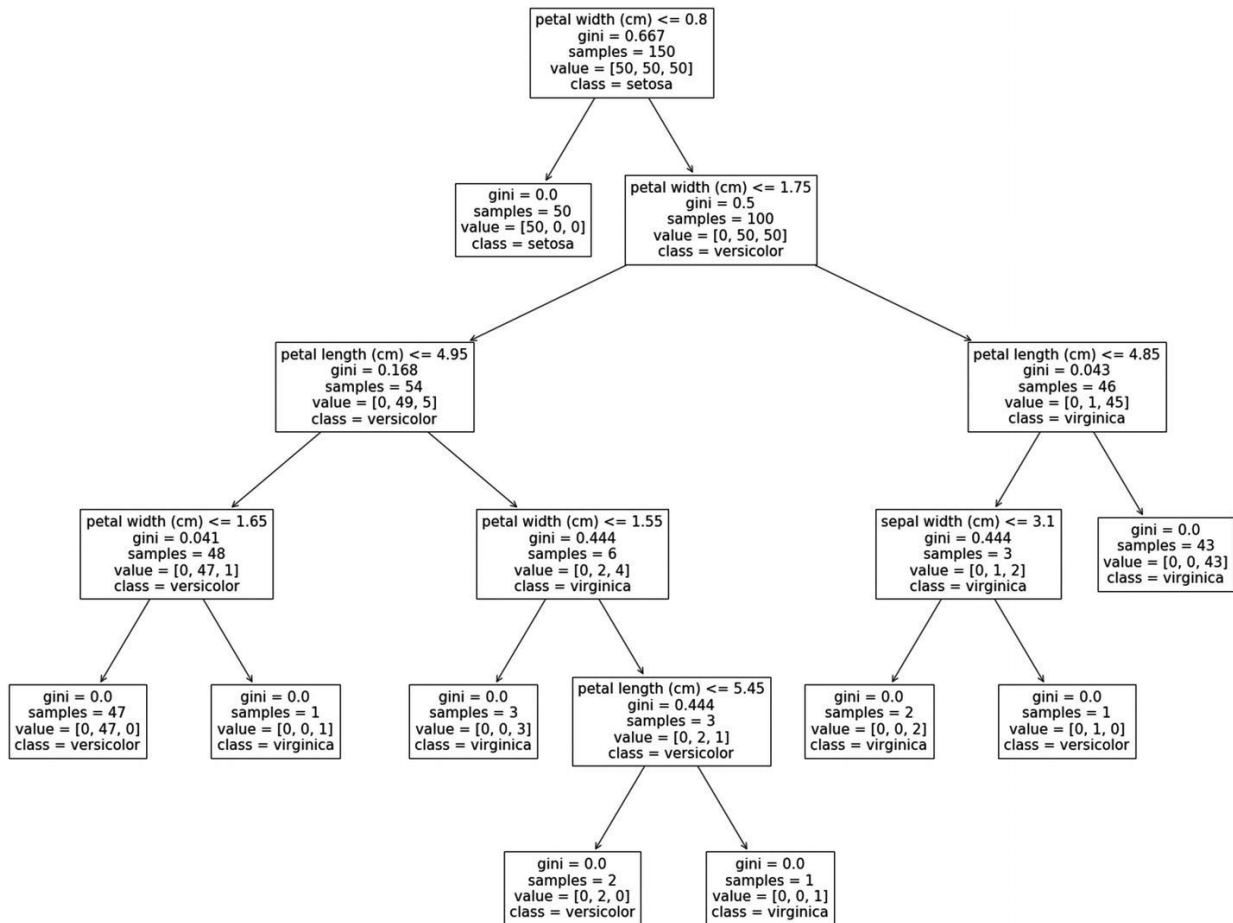 petal width (cm) <= 0.8
gini = 0.667
samples = 150
value = [50, 50, 50]
class = setosa
gini = 0.0
samples = 50
value = [50, 0, 0]
class = setosa
petal width (cm) <= 1.75
gini = 0.5
samples = 100
value = [0, 50, 50]
class = versicolor
petal length (cm) <= 4.95
gini = 0.168
samples = 54
value = [0, 49, 5]
class = versicolor
petal length (cm) <= 4.85
gini = 0.043
samples = 46
value = [0, 1, 45]
class = virginica
petal width (cm) <= 1.65
gini = 0.041
samples = 48
value = [0, 47, 1]
class = versicolor
petal width (cm) <= 1.55
gini = 0.444
samples = 6
value = [0, 2, 4]
class = virginica
sepal width (cm) <= 3.1
gini = 0.444
samples = 3
value = [0, 1, 2]
class = virginica
gini = 0.0
samples = 43
value = [0, 0, 43]
class = virginica
gini = 0.0
samples = 47
value = [0, 47, 0]
class = versicolor
gini = 0.0
samples = 1
value = [0, 0, 1]
class = virginica
gini = 0.0
samples = 3
value = [0, 0, 3]
class = virginica
petal length (cm) <= 5.45
gini = 0.444
samples = 3
value = [0, 2, 1]
class = versicolor
gini = 0.0
samples = 2
value = [0, 0, 2]
class = virginica
gini = 0.0
samples = 1
value = [0, 1, 0]
class = versicolor
gini = 0.0
samples = 2
value = [0, 2, 0]
class = versicolor
gini = 0.0
samples = 1
value = [0, 0, 1]
class = virginica